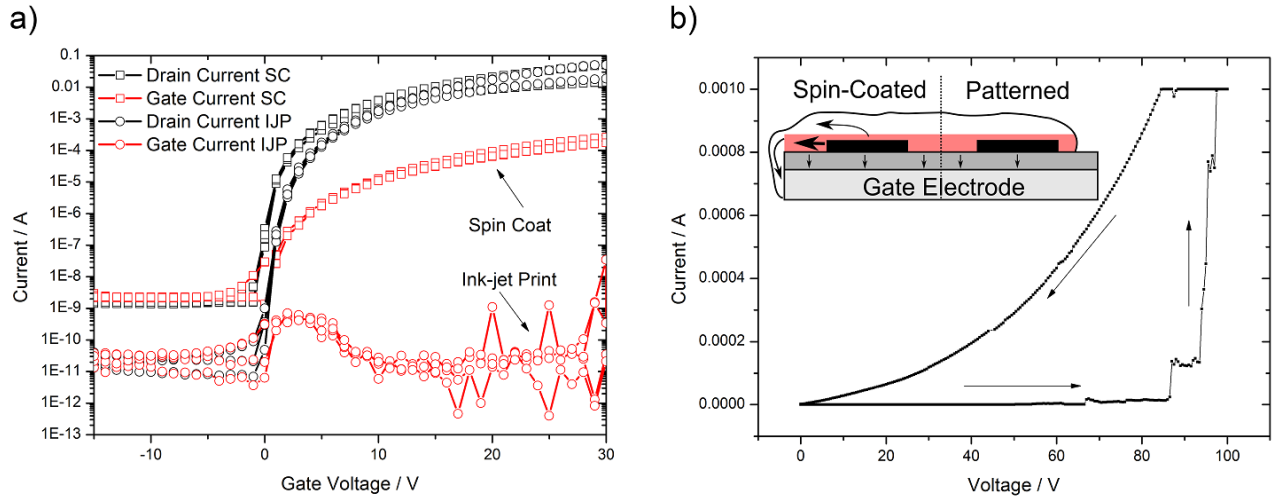 a)
0.1
0.01
1E-3
1E-4
1E-5
1E-6
1E-7
1E-8
1E-9
1E-10
1E-11
1E-12
1E-13
Current / A
Drain Current SC
Gate Current SC
Drain Current IJP
Gate Current IJP
Spin Coat
Ink-jet Print
-10 0 10 20 30
Gate Voltage / V
b)
0.0010
0.0008
0.0006
0.0004
0.0002
0.0000
Current / A
Spin-Coated Patterned
Gate Electrode
0 20 40 60 80 100
Voltage / V